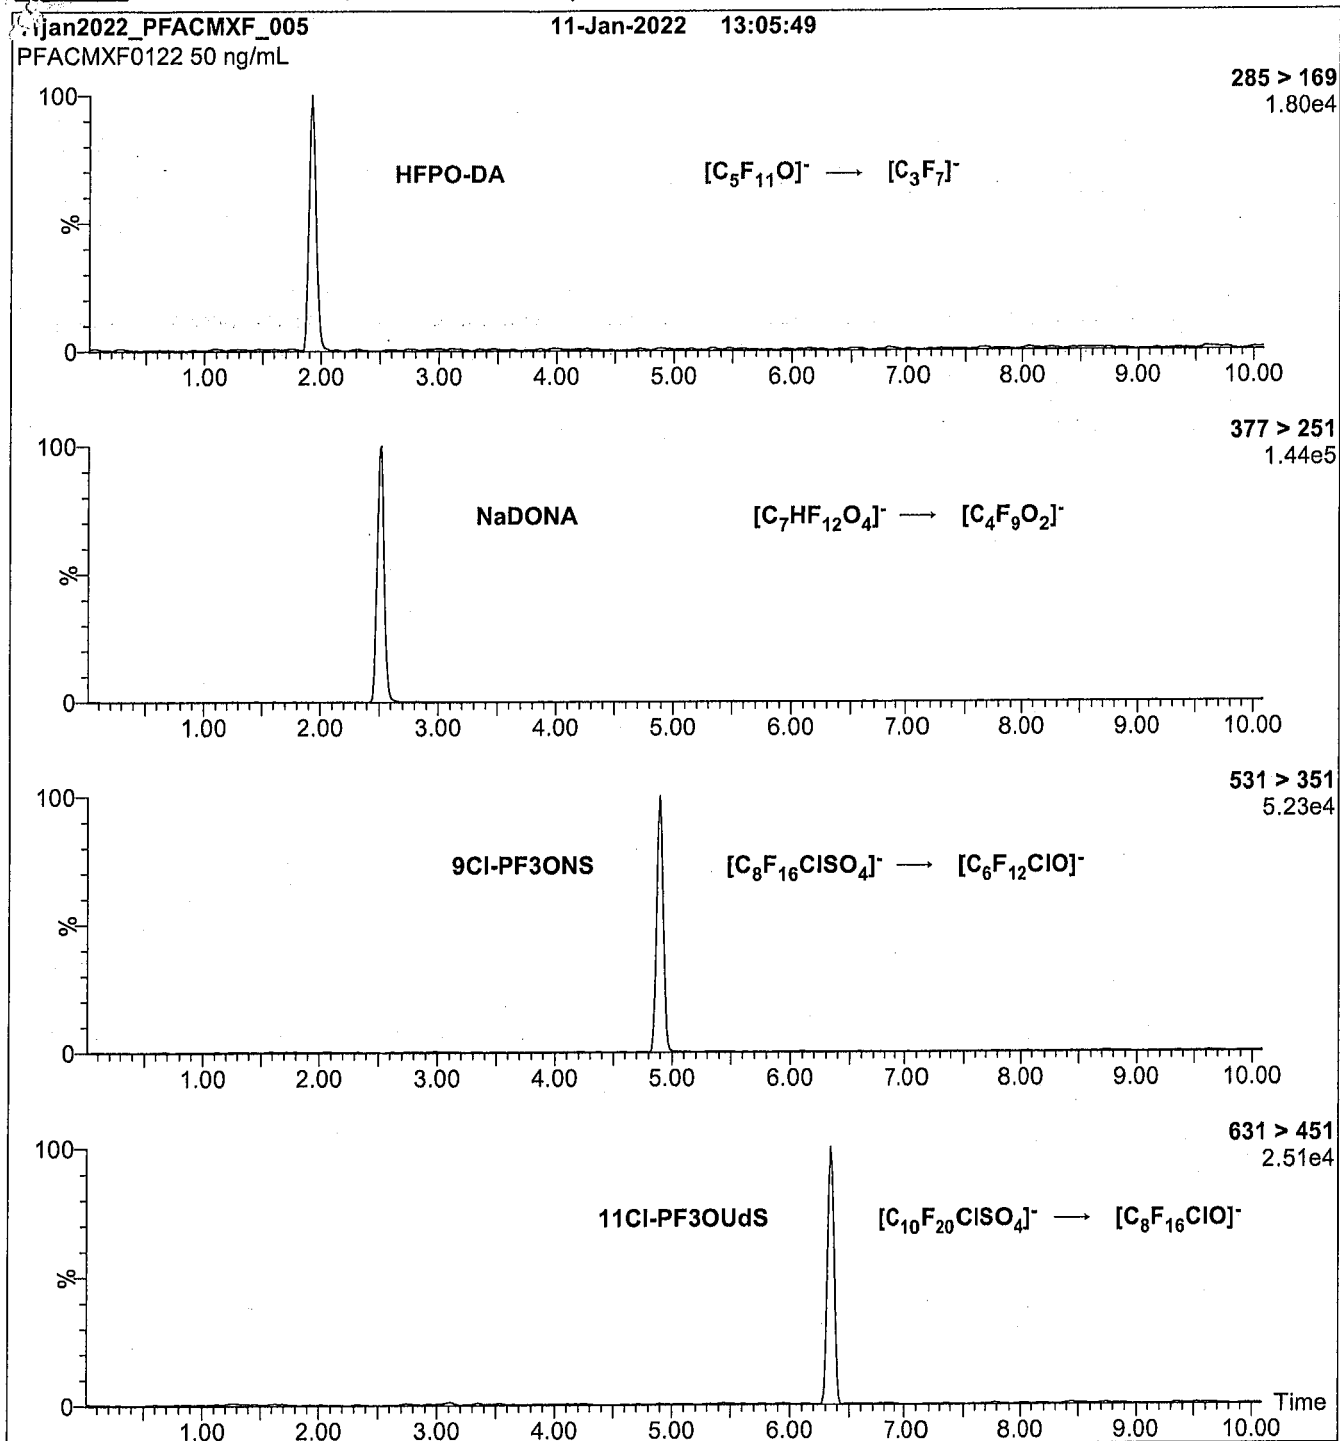 11jan2022_PFACMXF_005 11-Jan-2022 13:05:49
PFACMXF0122 50 ng/mL
285 > 169
1.80e4
100
HFPO-DA [C5F11O]- → [C3F7]-
%
0
1.00 2.00 3.00 4.00 5.00 6.00 7.00 8.00 9.00 10.00
377 > 251
1.44e5
100
NaDONA [C7HF12O4]- → [C4F9O2]-
%
0
1.00 2.00 3.00 4.00 5.00 6.00 7.00 8.00 9.00 10.00
531 > 351
5.23e4
100
9Cl-PF3ONS [C8F16ClSO4]- → [C6F12ClO]-
%
0
1.00 2.00 3.00 4.00 5.00 6.00 7.00 8.00 9.00 10.00
631 > 451
2.51e4
100
11Cl-PF3OUdS [C10F20ClSO4]- → [C8F16ClO]-
%
0
Time
1.00 2.00 3.00 4.00 5.00 6.00 7.00 8.00 9.00 10.00